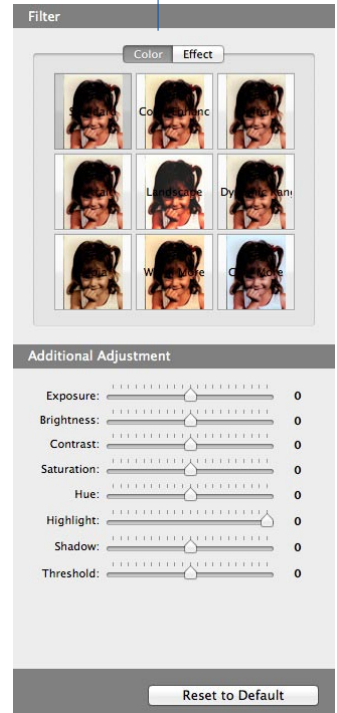 Filter
Color Effect
Landscape
Additional Adjustment
Exposure: 0
Brightness: 0
Contrast: 0
Saturation: 0
Hue: 0
Highlight: 0
Shadow: 0
Threshold: 0
Reset to Default